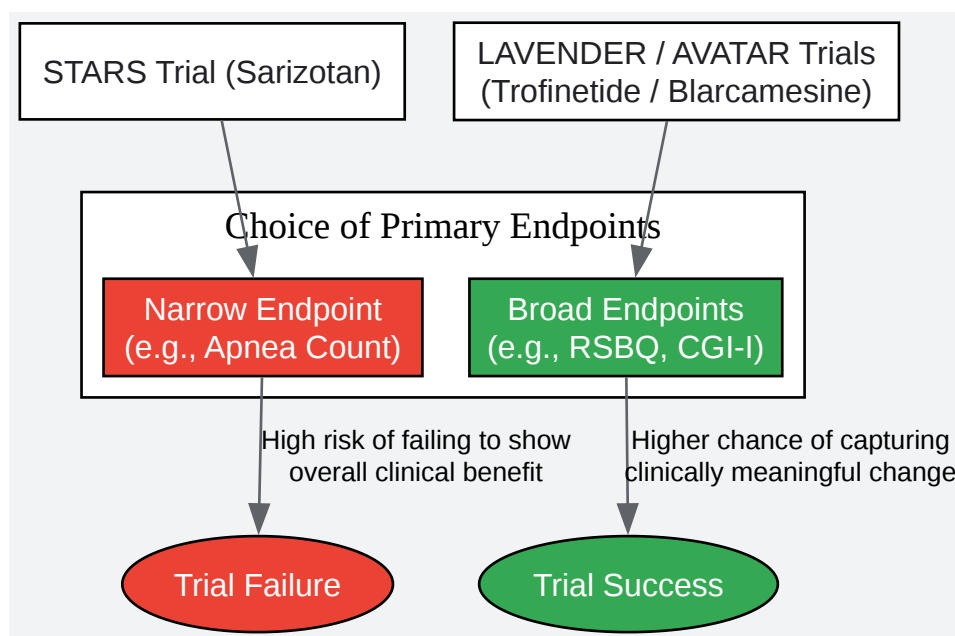 STARS Trial (Sarizotan)
LAVENDER / AVATAR Trials
(Trofinetide / Blarcamesine)
Choice of Primary Endpoints
Narrow Endpoint
(e.g., Apnea Count)
Broad Endpoints
(e.g., RSBQ, CGI-I)
High risk of failing to show
overall clinical benefit
Higher chance of capturing
clinically meaningful change
Trial Failure
Trial Success